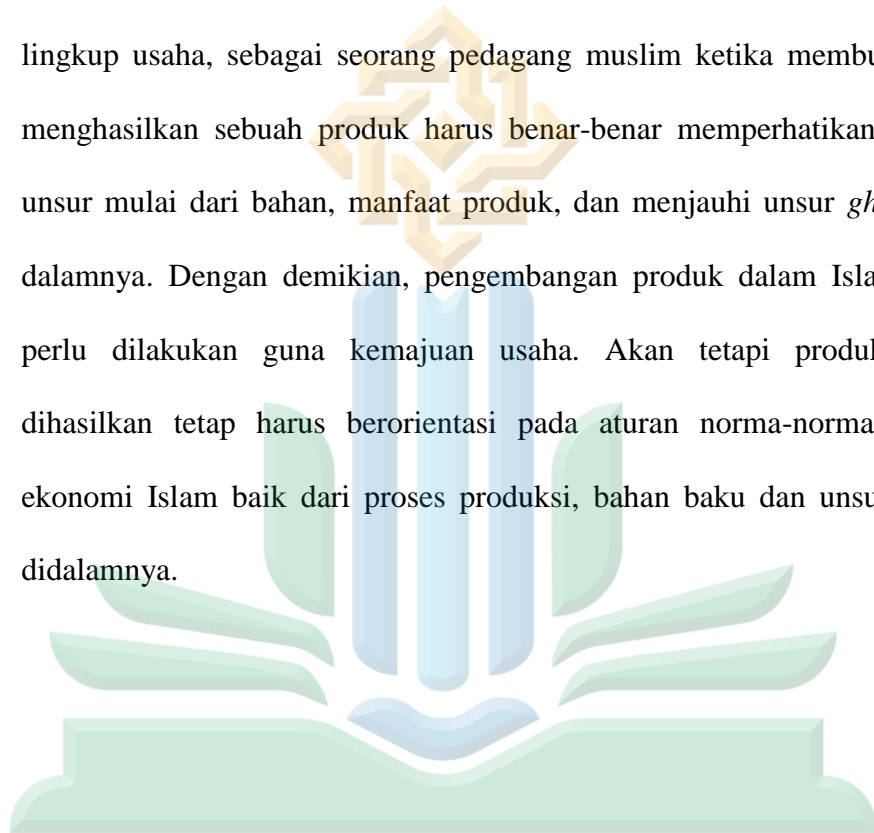 lingkup usaha, sebagai seorang pedagang muslim ketika membu
menghasilkan sebuah produk harus benar-benar memperhatikan
unsur mulai dari bahan, manfaat produk, dan menjauhi unsur gh
dalamnya. Dengan demikian, pengembangan produk dalam Isla
perlu dilakukan guna kemajuan usaha. Akan tetapi produk
dihasilkan tetap harus berorientasi pada aturan norma-norma
ekonomi Islam baik dari proses produksi, bahan baku dan unsu
didalamnya.